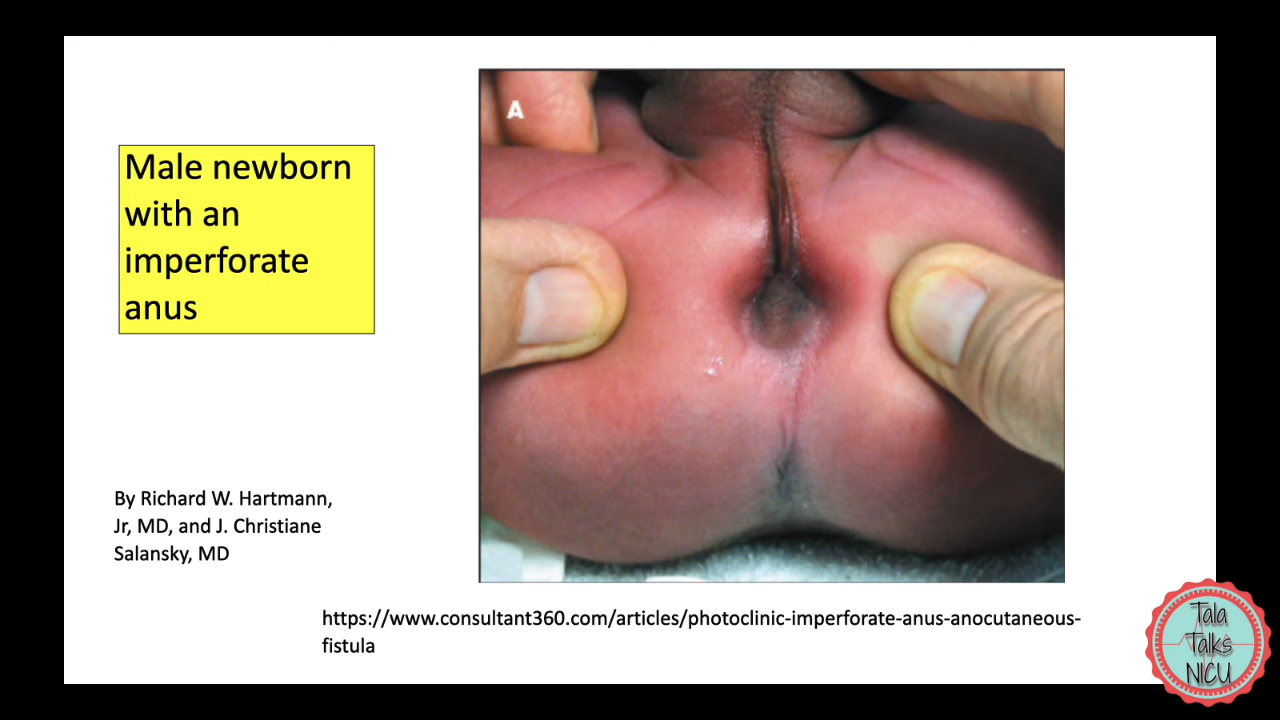 A
Male newborn
with an
imperforate
anus
By Richard W. Hartmann,
Jr, MD, and J. Christiane
Salansky, MD
https://www.consultant360.com/articles/photoclinic-imperforate-anus-anocutaneous-
fistula
Tala
Talks
NICU